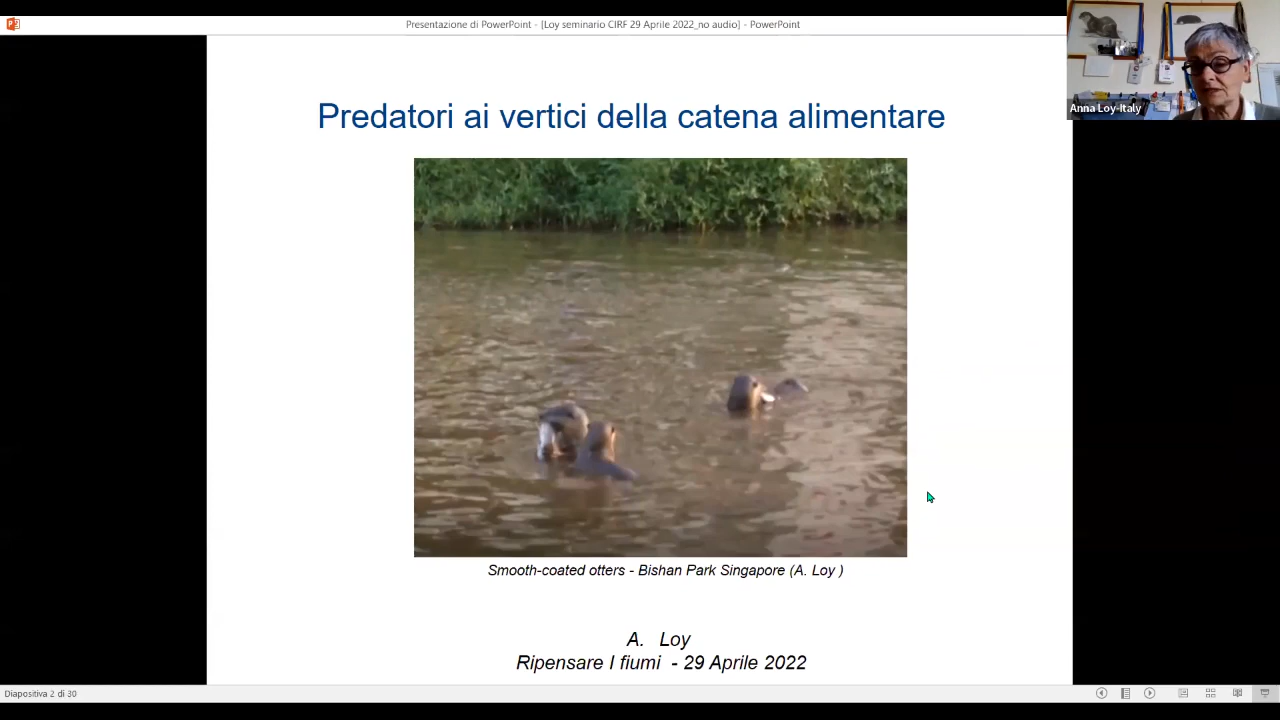 Presentazione di PowerPoint - [Loy seminario CIRF 29 Aprile 2022_no audio] - PowerPoint
Anna Loy-Italy
Predatori ai vertici della catena alimentare
Smooth-coated otters - Bishan Park Singapore (A. Loy )
A. Loy
Ripensare I fiumi - 29 Aprile 2022
Diapositiva 2 di 30